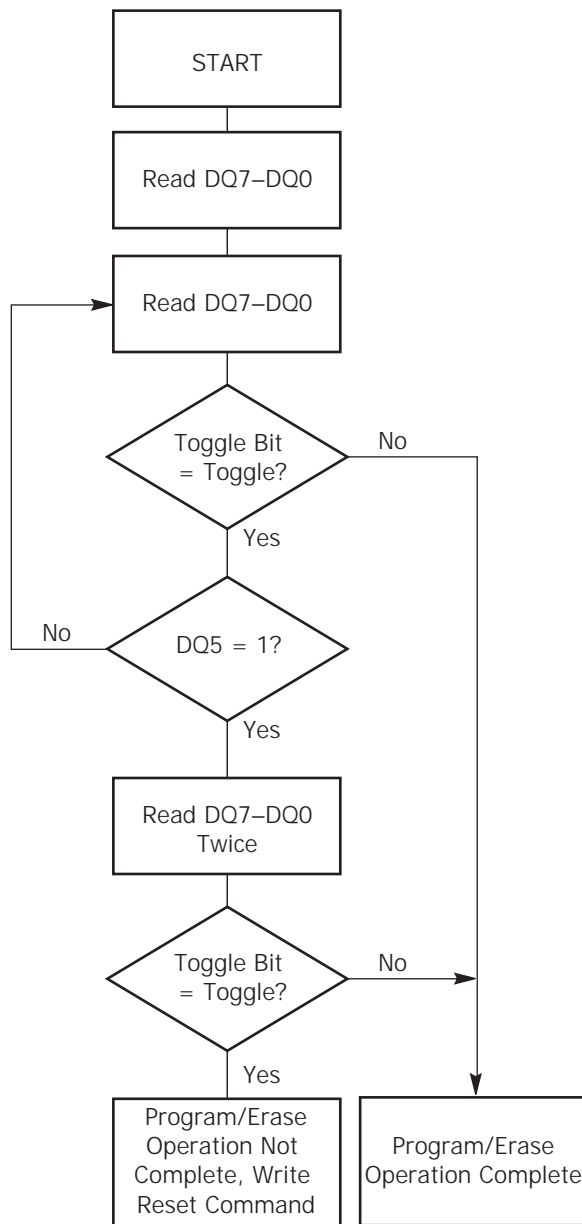 START
Read DQ7–DQ0
Read DQ7–DQ0
Toggle Bit
= Toggle?
No
Yes
No
DQ5 = 1?
Yes
Read DQ7–DQ0
Twice
Toggle Bit
= Toggle?
No
Yes
Program/Erase
Operation Not
Complete, Write
Reset Command
Program/Erase
Operation Complete